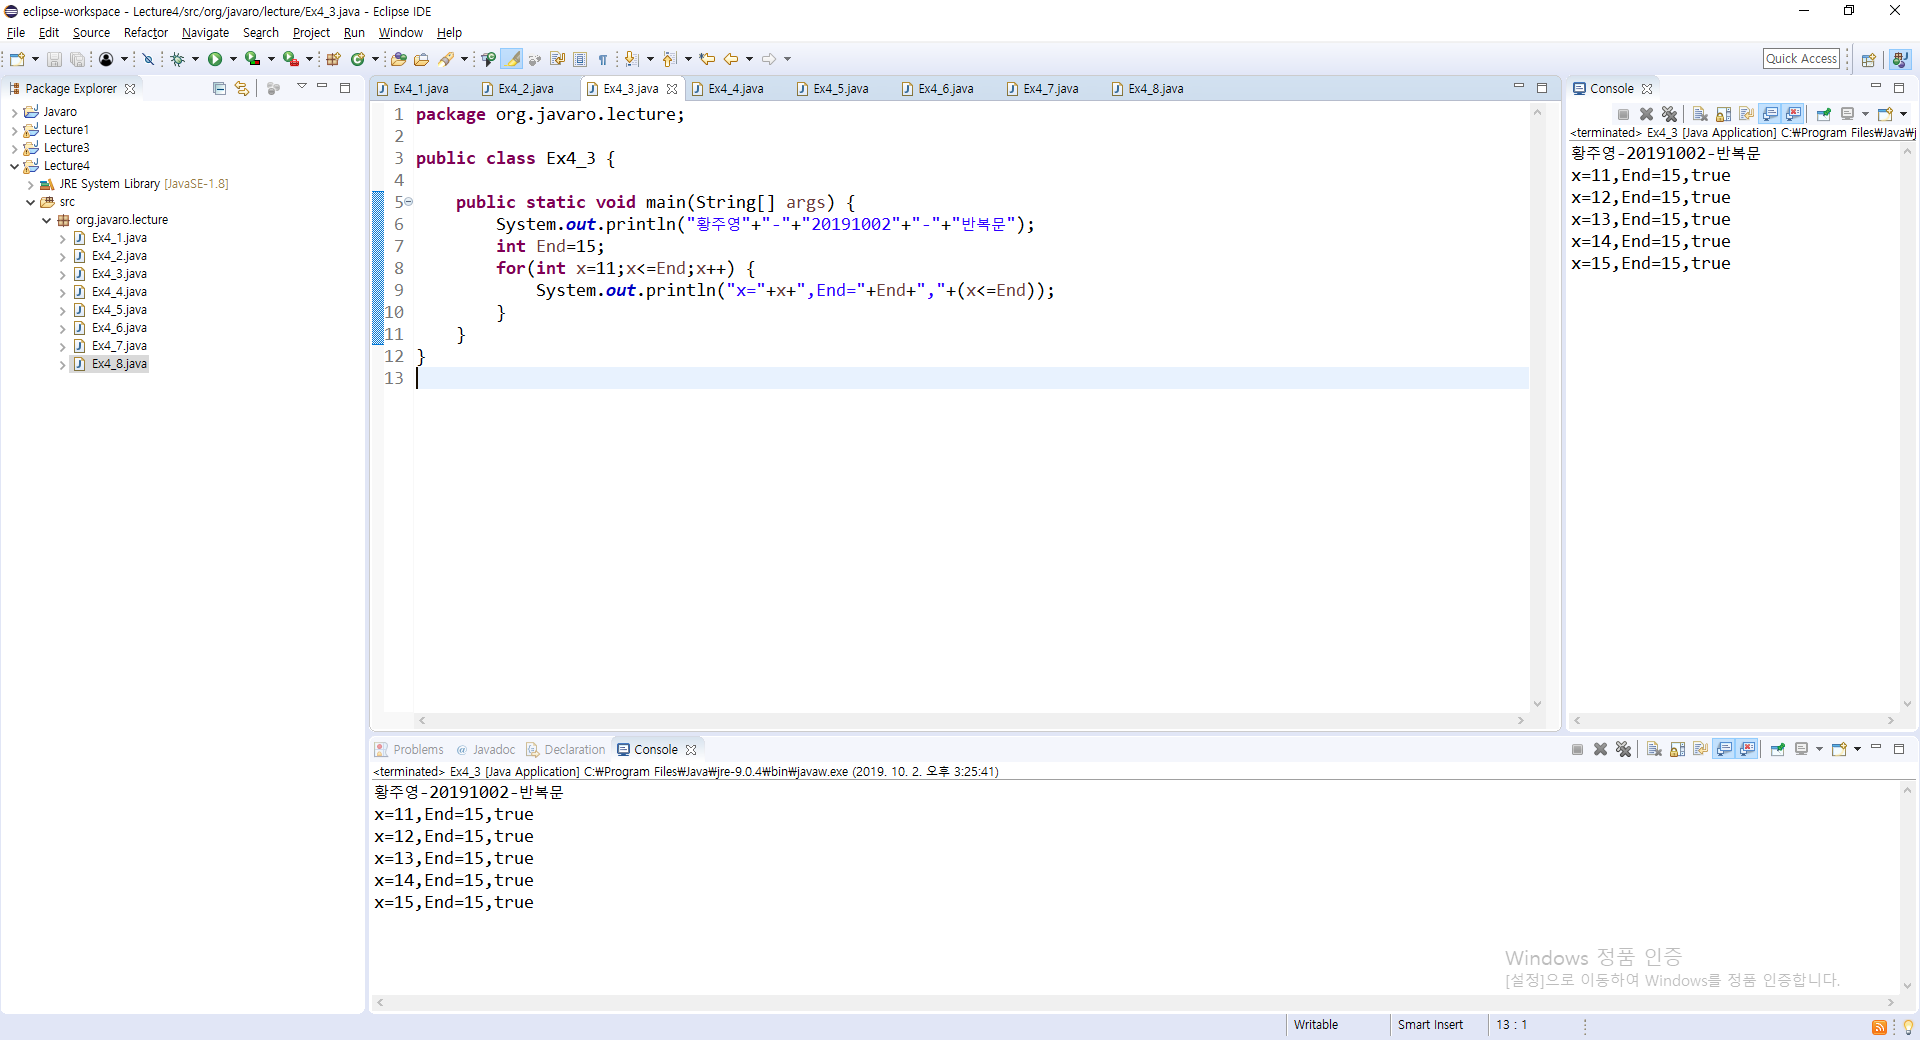 eclipse-workspace - Lecture4/src/org/javaro/lecture/Ex4_3.java - Eclipse IDE
File Edit Source Refactor Navigate Search Project Run Window Help
Quick Access
Package Explorer
Javaro
Lecture1
Lecture3
Lecture4
JRE System Library [JavaSE-1.8]
src
org.javaro.lecture
Ex4_1.java
Ex4_2.java
Ex4_3.java
Ex4_4.java
Ex4_5.java
Ex4_6.java
Ex4_7.java
Ex4_8.java
Ex4_1.java Ex4_2.java Ex4_3.java Ex4_4.java Ex4_5.java Ex4_6.java Ex4_7.java Ex4_8.java
1 package org.javaro.lecture;
2
3 public class Ex4_3 {
4
5 public static void main(String[] args) {
6 System.out.println("황주영"+"-"+"20191002"+"-"+"반복문");
7 int End=15;
8 for(int x=11;x<=End;x++) {
9 System.out.println("x="+x+",End="+End+","+(x<=End));
10 }
11 }
12 }
13
Console
<terminated> Ex4_3 [Java Application] C:₩Program Files₩Java₩j
황주영-20191002-반복문
x=11,End=15,true
x=12,End=15,true
x=13,End=15,true
x=14,End=15,true
x=15,End=15,true
Problems @ Javadoc Declaration Console
<terminated> Ex4_3 [Java Application] C:₩Program Files₩Java₩jre-9.0.4₩bin₩javaw.exe (2019. 10. 2. 오후 3:25:41)
황주영-20191002-반복문
x=11,End=15,true
x=12,End=15,true
x=13,End=15,true
x=14,End=15,true
x=15,End=15,true
Windows 정품 인증
[설정]으로 이동하여 Windows를 정품 인증합니다.
Writable Smart Insert 13 : 1